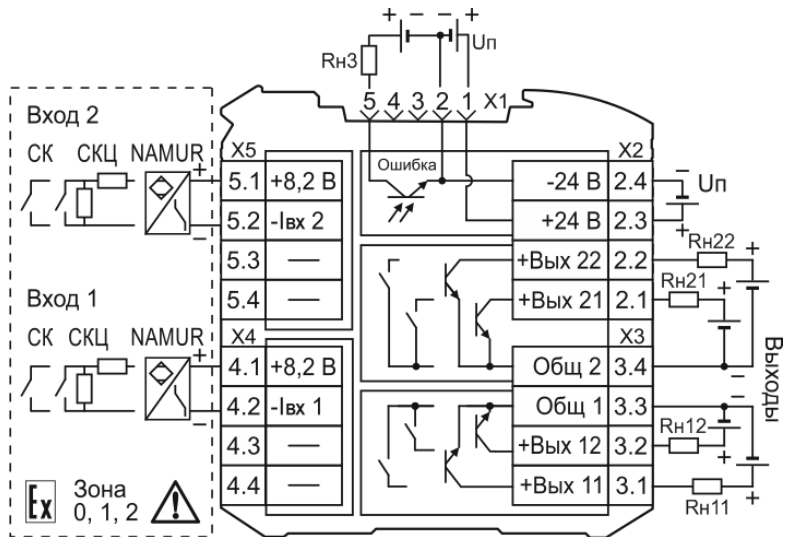 + - + -
Uп
Rн3
5 4 3 2 1 X1
Вход 2
СК СКЦ NAMUR
+
-
X5
5.1 +8,2 В
5.2 -Iвх 2
5.3 —
5.4 —
Вход 1
СК СКЦ NAMUR
+
-
X4
4.1 +8,2 В
4.2 -Iвх 1
4.3 —
4.4 —
Ex Зона
0, 1, 2
Ошибка
X2
-24 В 2.4
+24 В 2.3
+Вых 22 2.2
+Вых 21 2.1
X3
Общ 2 3.4
Общ 1 3.3
+Вых 12 3.2
+Вых 11 3.1
- Uп
+
Rн22
+
Rн21
+
-
Выходы
-
Rн12
+
Rн11
+